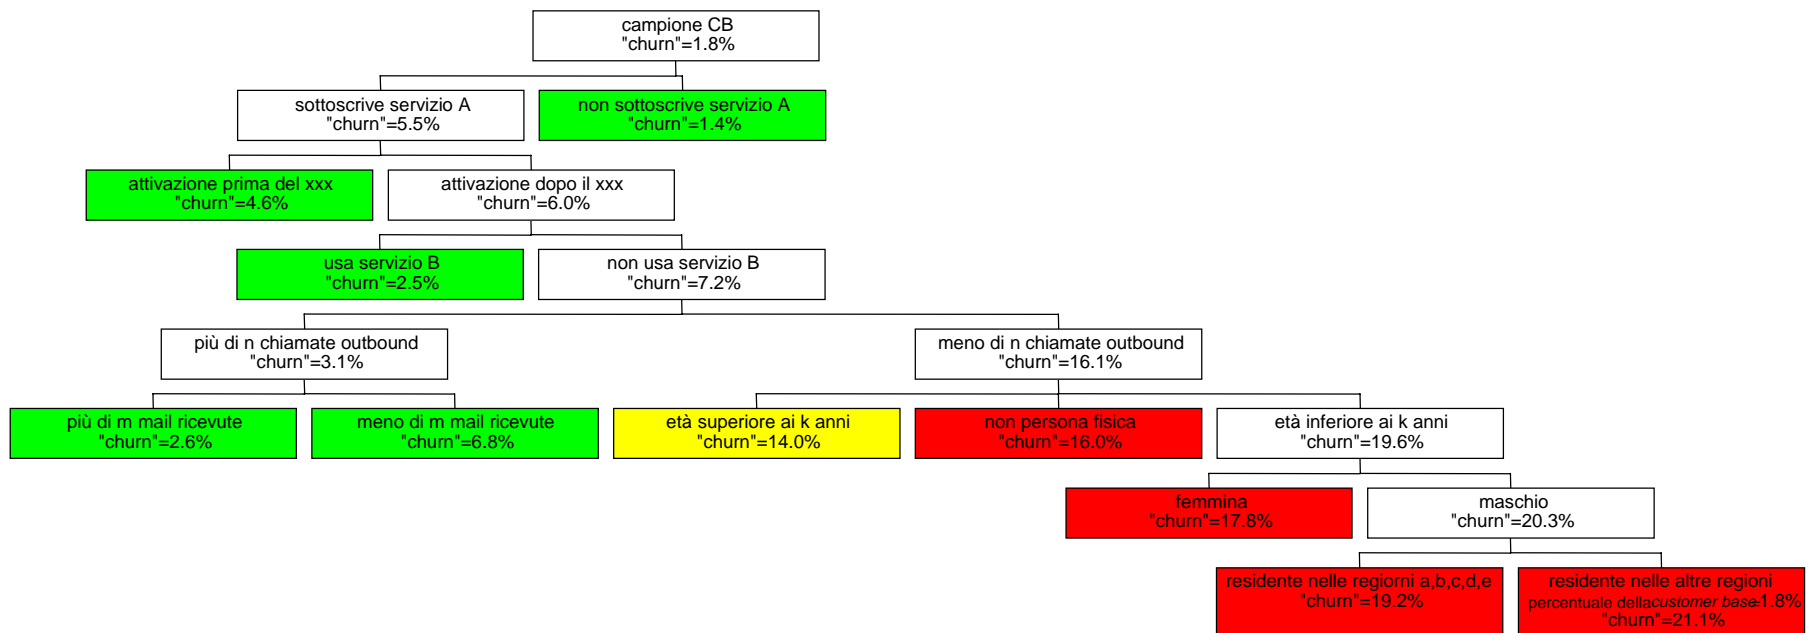 campione CB
"churn"=1.8%
sottoscrive servizio A
"churn"=5.5%
non sottoscrive servizio A
"churn"=1.4%
attivazione prima del xxx
"churn"=4.6%
attivazione dopo il xxx
"churn"=6.0%
usa servizio B
"churn"=2.5%
non usa servizio B
"churn"=7.2%
più di n chiamate outbound
"churn"=3.1%
meno di n chiamate outbound
"churn"=16.1%
più di m mail ricevute
"churn"=2.6%
meno di m mail ricevute
"churn"=6.8%
età superiore ai k anni
"churn"=14.0%
non persona fisica
"churn"=16.0%
età inferiore ai k anni
"churn"=19.6%
femmina
"churn"=17.8%
maschio
"churn"=20.3%
residente nelle regiorni a,b,c,d,e
"churn"=19.2%
residente nelle altre regioni
percentuale della customer base=1.8%
"churn"=21.1%